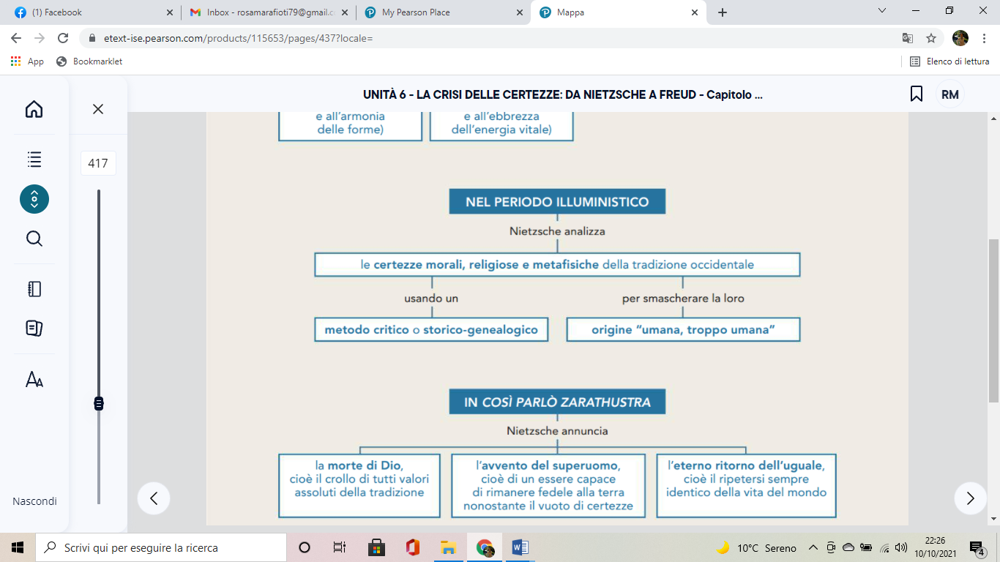 (1) Facebook
Inbox - rosamarafioti79@gmail.c
My Pearson Place
Mappa
etext-ise.pearson.com/products/115653/pages/437?locale=
App
Bookmarklet
Elenco di lettura
UNITÀ 6 - LA CRISI DELLE CERTEZZE: DA NIETZSCHE A FREUD - Capitolo ...
RM
417
e all'armonia
delle forme)
e all'ebbrezza
dell'energia vitale)
NEL PERIODO ILLUMINISTICO
Nietzsche analizza
le certezze morali, religiose e metafisiche della tradizione occidentale
usando un
per smascherare la loro
metodo critico o storico-genealogico
origine "umana, troppo umana"
IN COSÌ PARLÒ ZARATHUSTRA
Nietzsche annuncia
la morte di Dio,
cioè il crollo di tutti valori
assoluti della tradizione
l'avvento del superuomo,
cioè di un essere capace
di rimanere fedele alla terra
nonostante il vuoto di certezze
l'eterno ritorno dell'uguale,
cioè il ripetersi sempre
identico della vita del mondo
Nascondi
Scrivi qui per eseguire la ricerca
10°C Sereno
22:26
10/10/2021
4